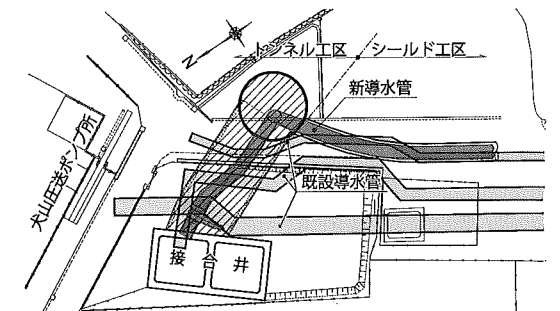 N
トンネル工区
シールド工区
新導水管
犬山圧送ポンプ所
既設導水管
接合井